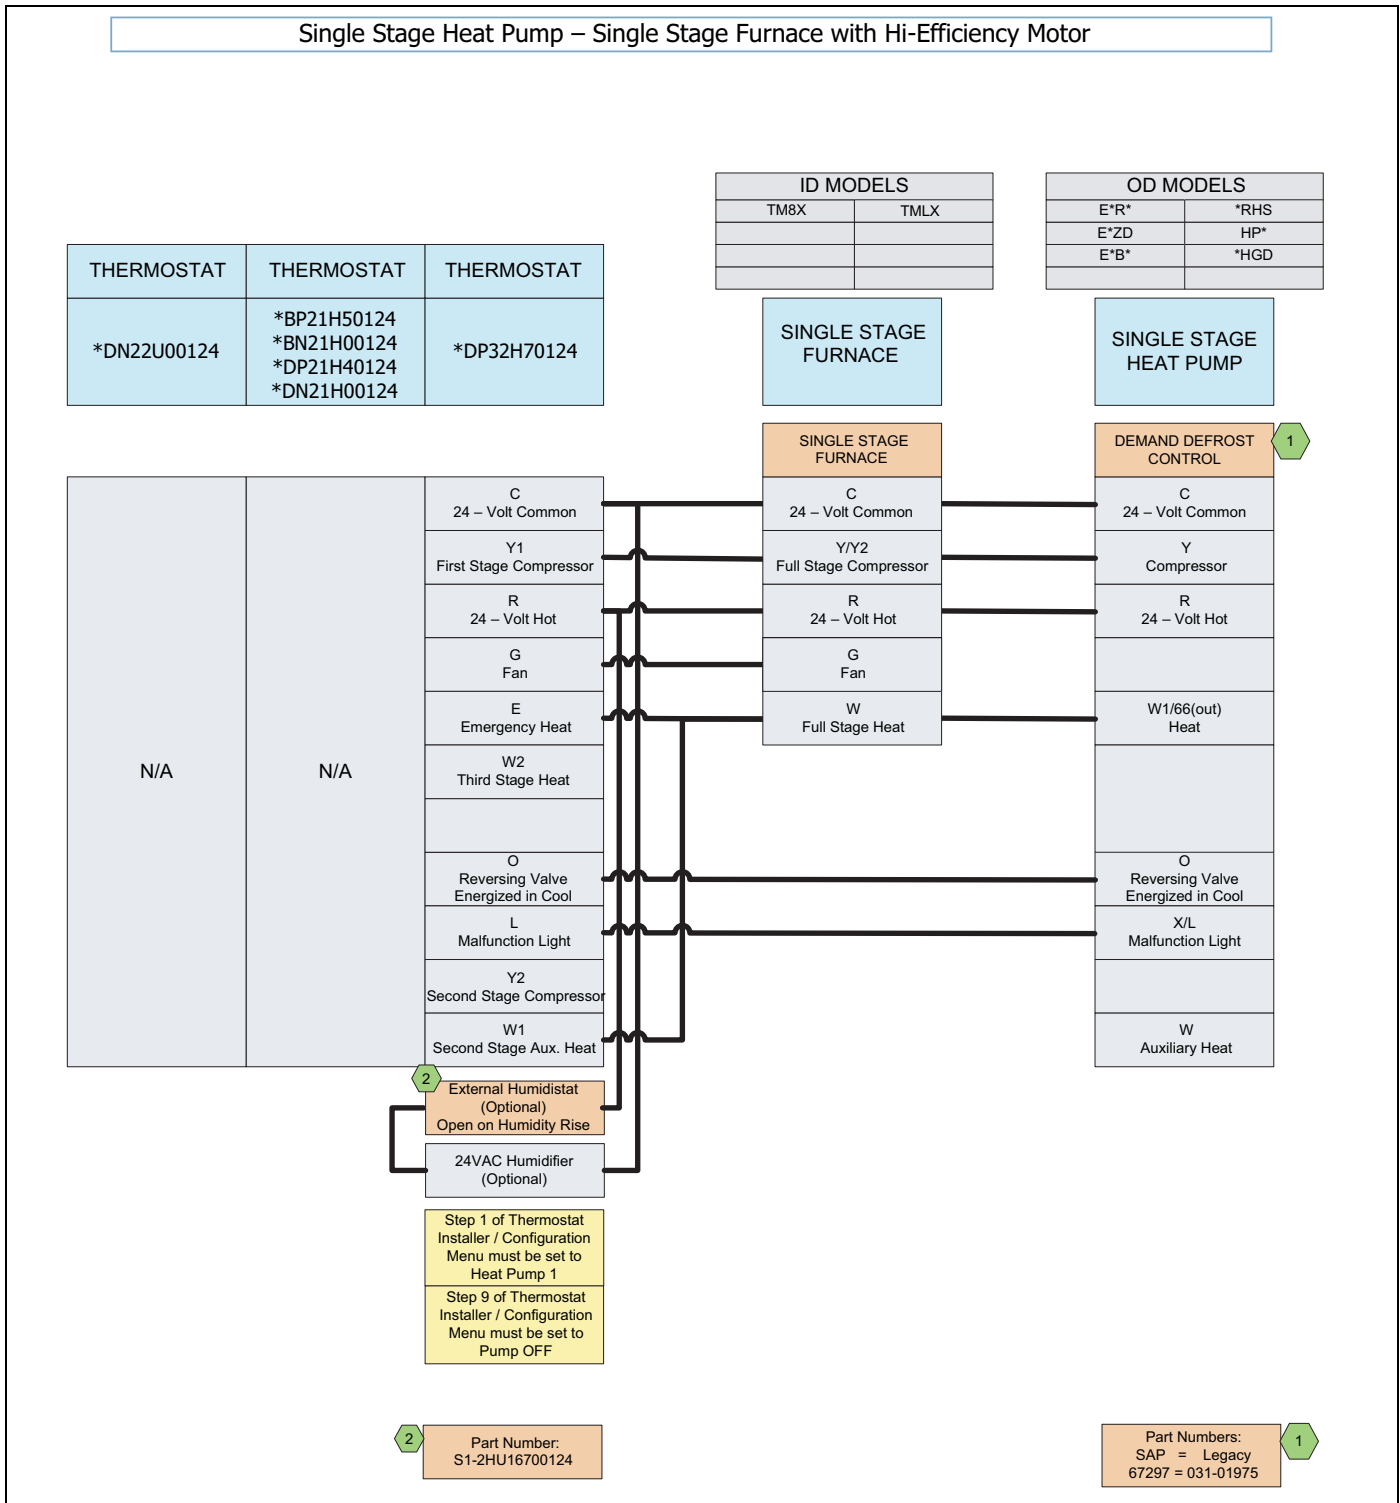 Single Stage Heat Pump – Single Stage Furnace with Hi-Efficiency Motor
ID MODELS
TM8X
TMLX
OD MODELS
E*R*
*RHS
E*ZD
HP*
E*B*
*HGD
THERMOSTAT
THERMOSTAT
THERMOSTAT
*DN22U00124
*BP21H50124
*BN21H00124
*DP21H40124
*DN21H00124
*DP32H70124
SINGLE STAGE
FURNACE
SINGLE STAGE
HEAT PUMP
SINGLE STAGE
FURNACE
DEMAND DEFROST
CONTROL
1
N/A
N/A
C
24 – Volt Common
Y1
First Stage Compressor
R
24 – Volt Hot
G
Fan
E
Emergency Heat
W2
Third Stage Heat
O
Reversing Valve
Energized in Cool
L
Malfunction Light
Y2
Second Stage Compressor
W1
Second Stage Aux. Heat
C
24 – Volt Common
Y/Y2
Full Stage Compressor
R
24 – Volt Hot
G
Fan
W
Full Stage Heat
C
24 – Volt Common
Y
Compressor
R
24 – Volt Hot
W1/66(out)
Heat
O
Reversing Valve
Energized in Cool
X/L
Malfunction Light
W
Auxiliary Heat
2
External Humidistat
(Optional)
Open on Humidity Rise
24VAC Humidifier
(Optional)
Step 1 of Thermostat
Installer / Configuration
Menu must be set to
Heat Pump 1
Step 9 of Thermostat
Installer / Configuration
Menu must be set to
Pump OFF
2
Part Number:
S1-2HU16700124
Part Numbers:
SAP = Legacy
67297 = 031-01975
1